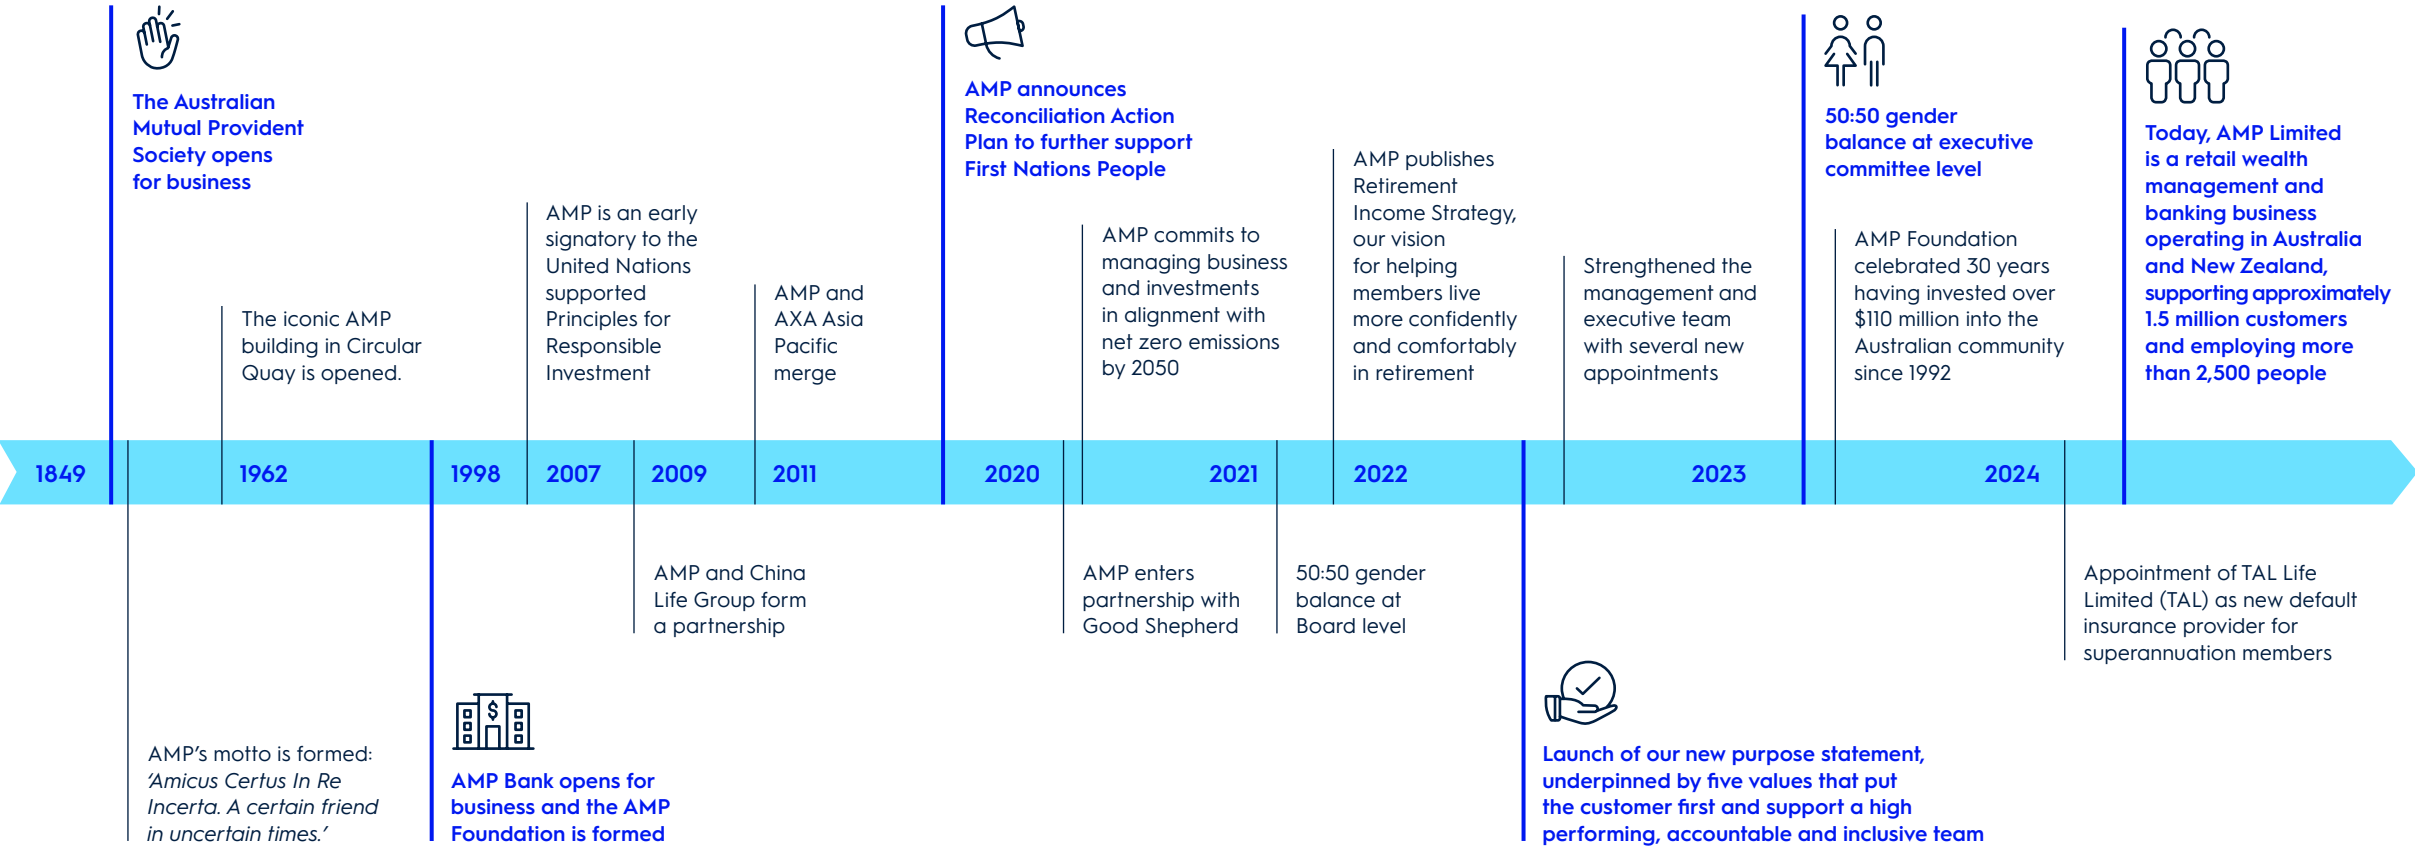 The Australian
Mutual Provident
Society opens
for business
The iconic AMP
building in Circular
Quay is opened.
AMP is an early
signatory to the
United Nations
supported
Principles for
Responsible
Investment
AMP and
AXA Asia
Pacific
merge
AMP announces
Reconciliation Action
Plan to further support
First Nations People
AMP commits to
managing business
and investments
in alignment with
net zero emissions
by 2050
AMP publishes
Retirement
Income Strategy,
our vision
for helping
members live
more confidently
and comfortably
in retirement
Strengthened the
management and
executive team
with several new
appointments
50:50 gender
balance at executive
committee level
AMP Foundation
celebrated 30 years
having invested over
$110 million into the
Australian community
since 1992
Today, AMP Limited
is a retail wealth
management and
banking business
operating in Australia
and New Zealand,
supporting approximately
1.5 million customers
and employing more
than 2,500 people
1849 1962 1998 2007 2009 2011 2020 2021 2022 2023 2024
AMP's motto is formed:
'Amicus Certus In Re
Incerta. A certain friend
in uncertain times.'
$
AMP Bank opens for
business and the AMP
Foundation is formed
AMP and China
Life Group form
a partnership
AMP enters
partnership with
Good Shepherd
50:50 gender
balance at
Board level
Launch of our new purpose statement,
underpinned by five values that put
the customer first and support a high
performing, accountable and inclusive team
Appointment of TAL Life
Limited (TAL) as new default
insurance provider for
superannuation members